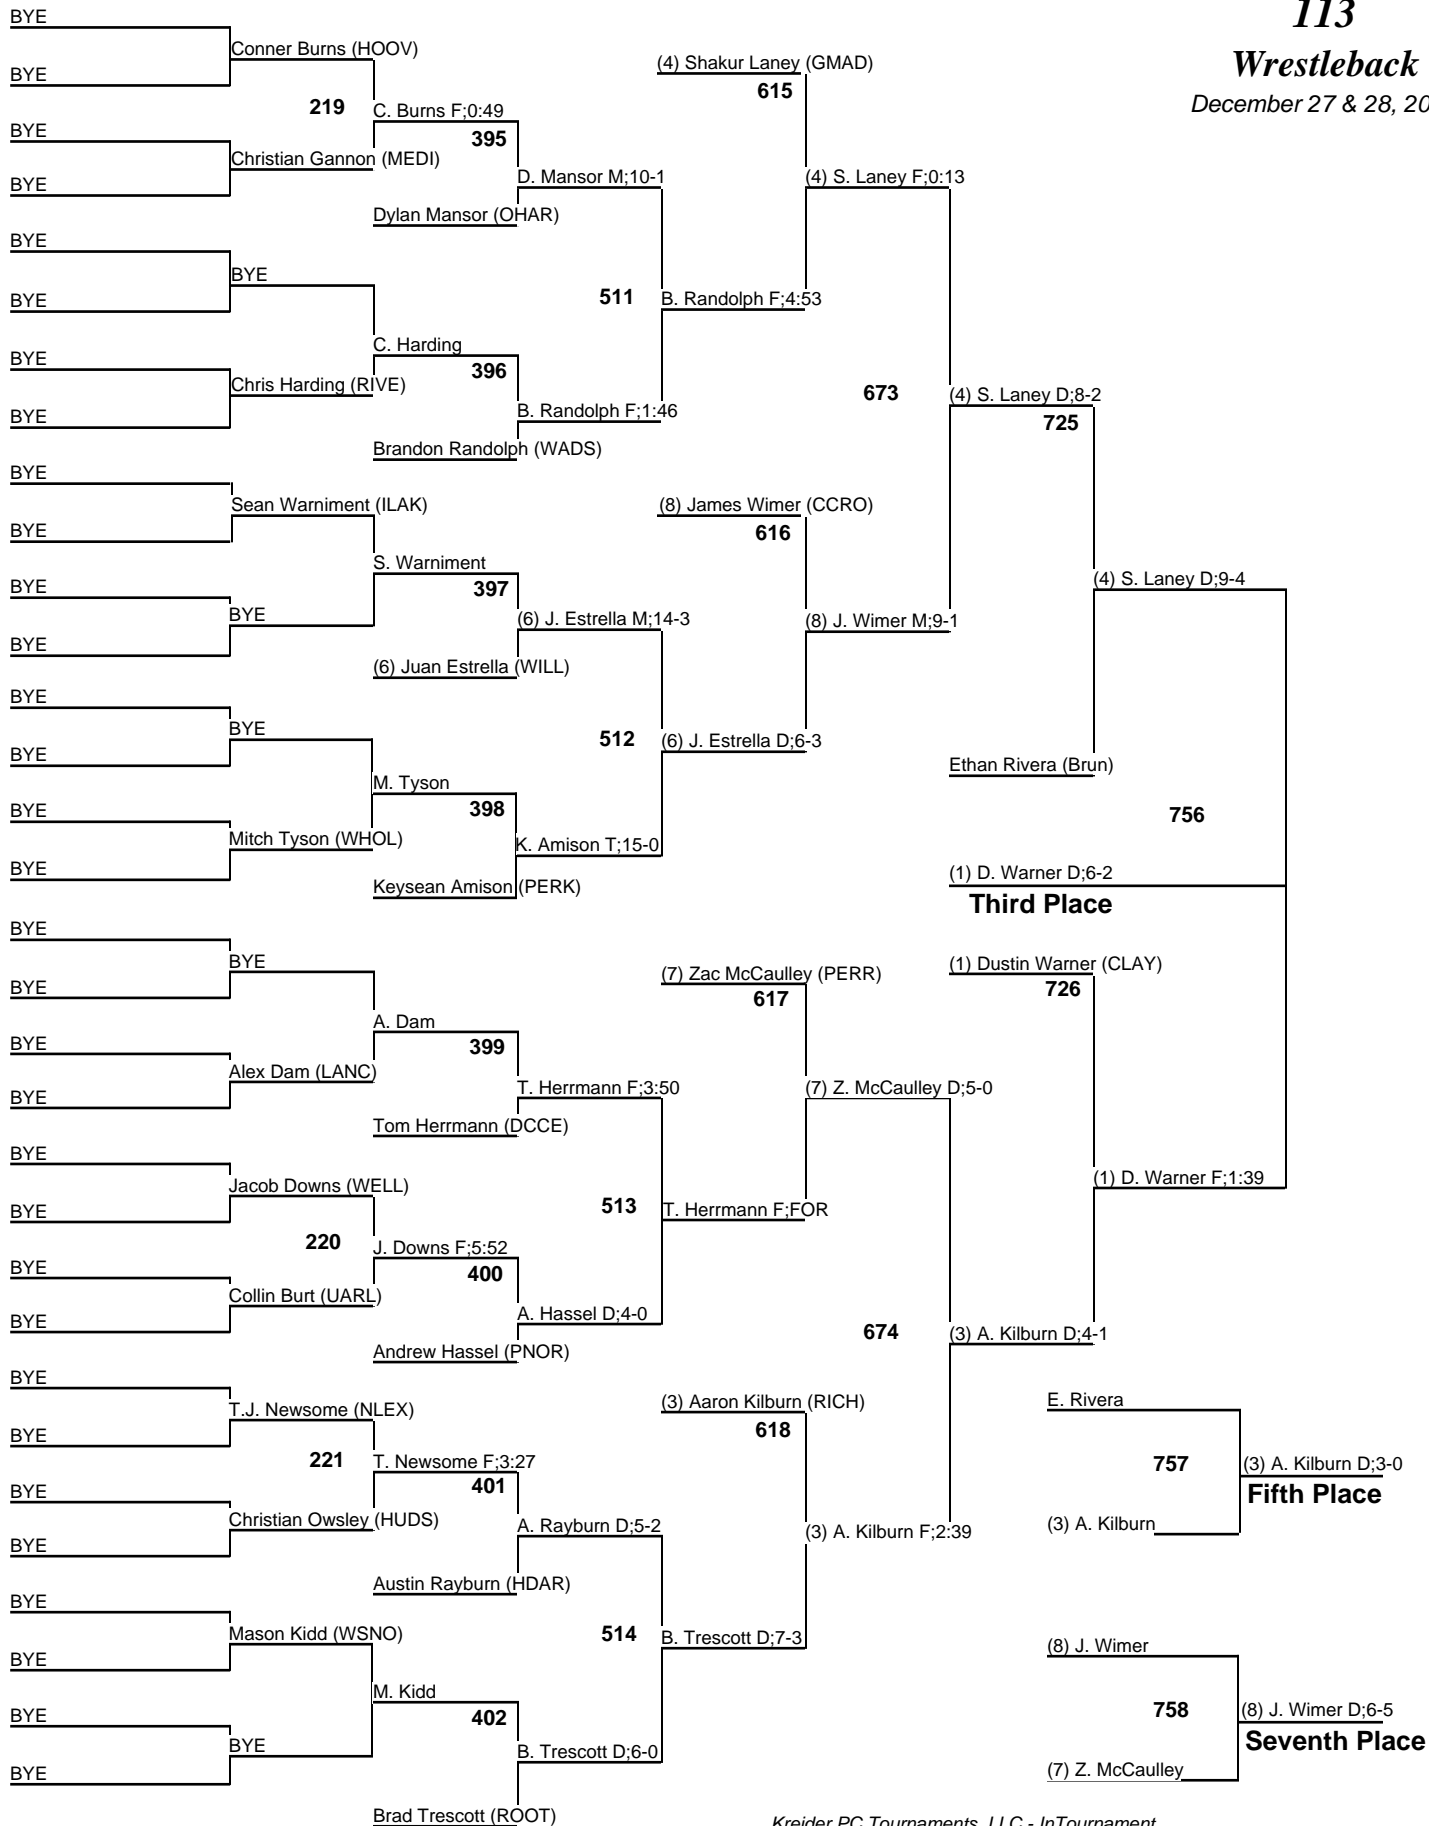 113
Wrestleback
December 27 & 28, 20
BYE
Conner Burns (HOOV)
BYE
219
C. Burns F;0:49
395
BYE
Christian Gannon (MEDI)
BYE
D. Mansor M;10-1
Dylan Mansor (OHAR)
BYE
BYE
BYE
511
B. Randolph F;4:53
C. Harding
396
BYE
Chris Harding (RIVE)
BYE
B. Randolph F;1:46
Brandon Randolph (WADS)
(4) Shakur Laney (GMAD)
615
(4) S. Laney F;0:13
673
(4) S. Laney D;8-2
725
BYE
Sean Warniment (ILAK)
BYE
S. Warniment
397
BYE
BYE
BYE
(6) J. Estrella M;14-3
(6) Juan Estrella (WILL)
(8) James Wimer (CCRO)
616
(8) J. Wimer M;9-1
(4) S. Laney D;9-4
BYE
BYE
BYE
512
(6) J. Estrella D;6-3
M. Tyson
398
BYE
Mitch Tyson (WHOL)
BYE
K. Amison T;15-0
Keysean Amison (PERK)
Ethan Rivera (Brun)
756
(1) D. Warner D;6-2
Third Place
BYE
BYE
BYE
A. Dam
399
BYE
Alex Dam (LANC)
BYE
T. Herrmann F;3:50
Tom Herrmann (DCCE)
(7) Zac McCaulley (PERR)
617
(7) Z. McCaulley D;5-0
(1) Dustin Warner (CLAY)
726
(1) D. Warner F;1:39
BYE
Jacob Downs (WELL)
BYE
513
T. Herrmann F;FOR
220
J. Downs F;5:52
400
BYE
Collin Burt (UARL)
BYE
A. Hassel D;4-0
Andrew Hassel (PNOR)
674
(3) A. Kilburn D;4-1
BYE
T.J. Newsome (NLEX)
BYE
221
T. Newsome F;3:27
401
BYE
Christian Owsley (HUDS)
BYE
A. Rayburn D;5-2
Austin Rayburn (HDAR)
(3) Aaron Kilburn (RICH)
618
(3) A. Kilburn F;2:39
E. Rivera
757
(3) A. Kilburn D;3-0
Fifth Place
(3) A. Kilburn
BYE
Mason Kidd (WSNO)
BYE
514
B. Trescott D;7-3
M. Kidd
402
BYE
BYE
BYE
B. Trescott D;6-0
Brad Trescott (ROOT)
(8) J. Wimer
758
(8) J. Wimer D;6-5
Seventh Place
(7) Z. McCaulley
Kreider PC Tournaments, LLC - InTournament